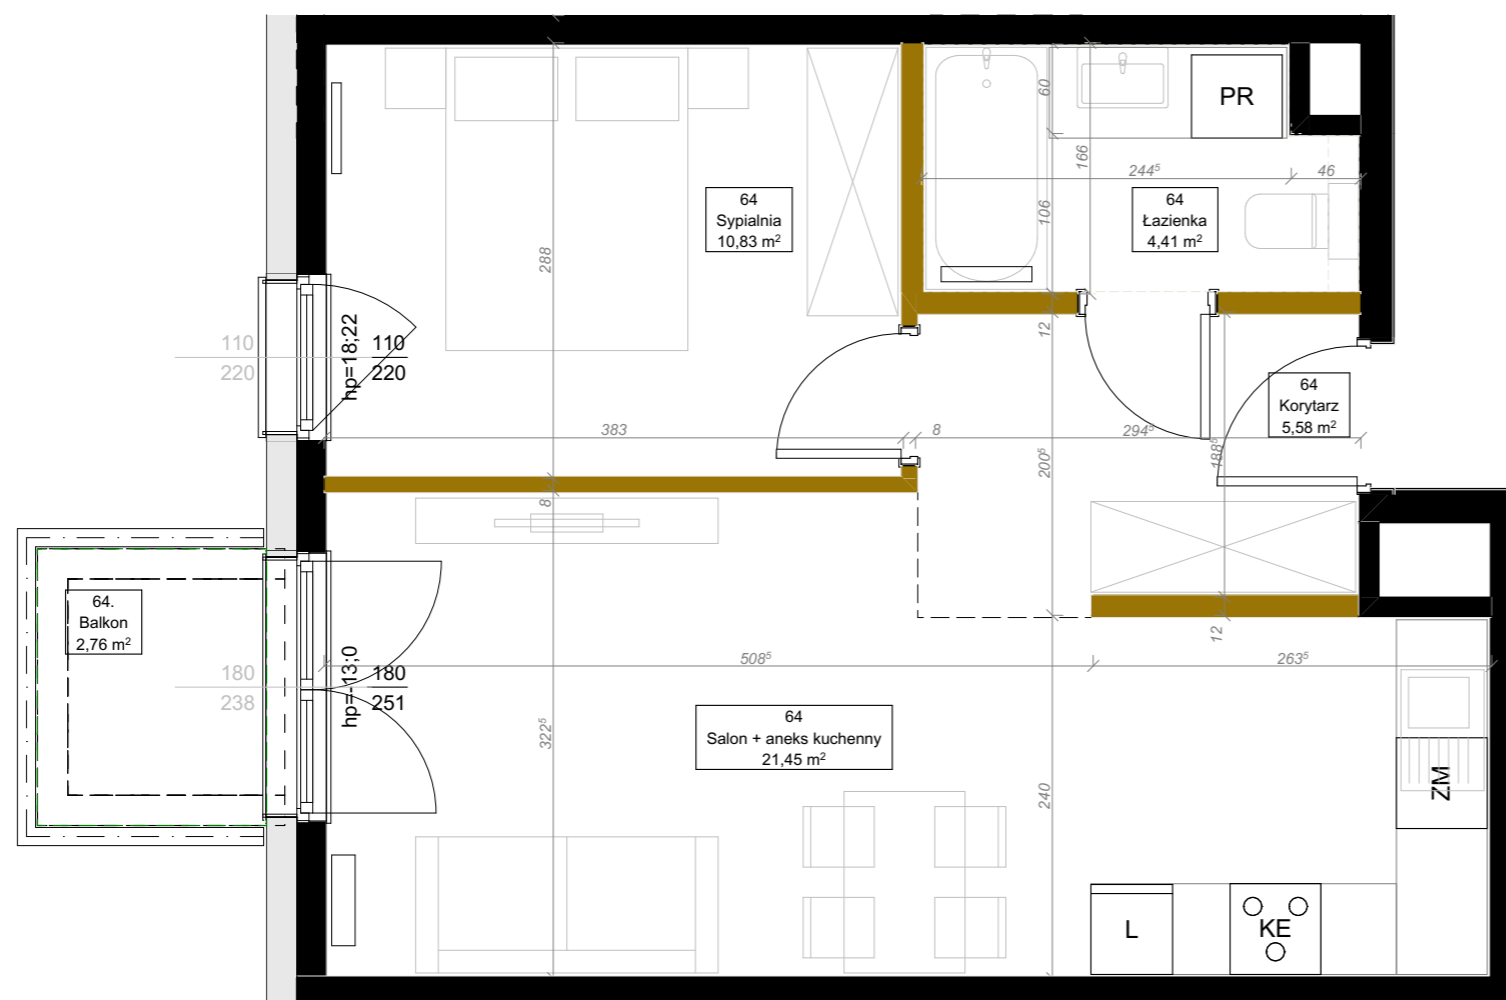 60
PR
166
244⁵
46
64
Sypialnia
10,83 m²
106
64
Łazienka
4,41 m²
288
110
220
hp=18;22
110
220
12
64
Korytarz
5,58 m²
383
8
294⁵
188⁵
200⁵
8
64.
Balkon
2,76 m²
12
508⁵
263⁵
180
238
hp=-13;0
180
251
322⁵
64
Salon + aneks kuchenny
21,45 m²
240
ZM
L
KE